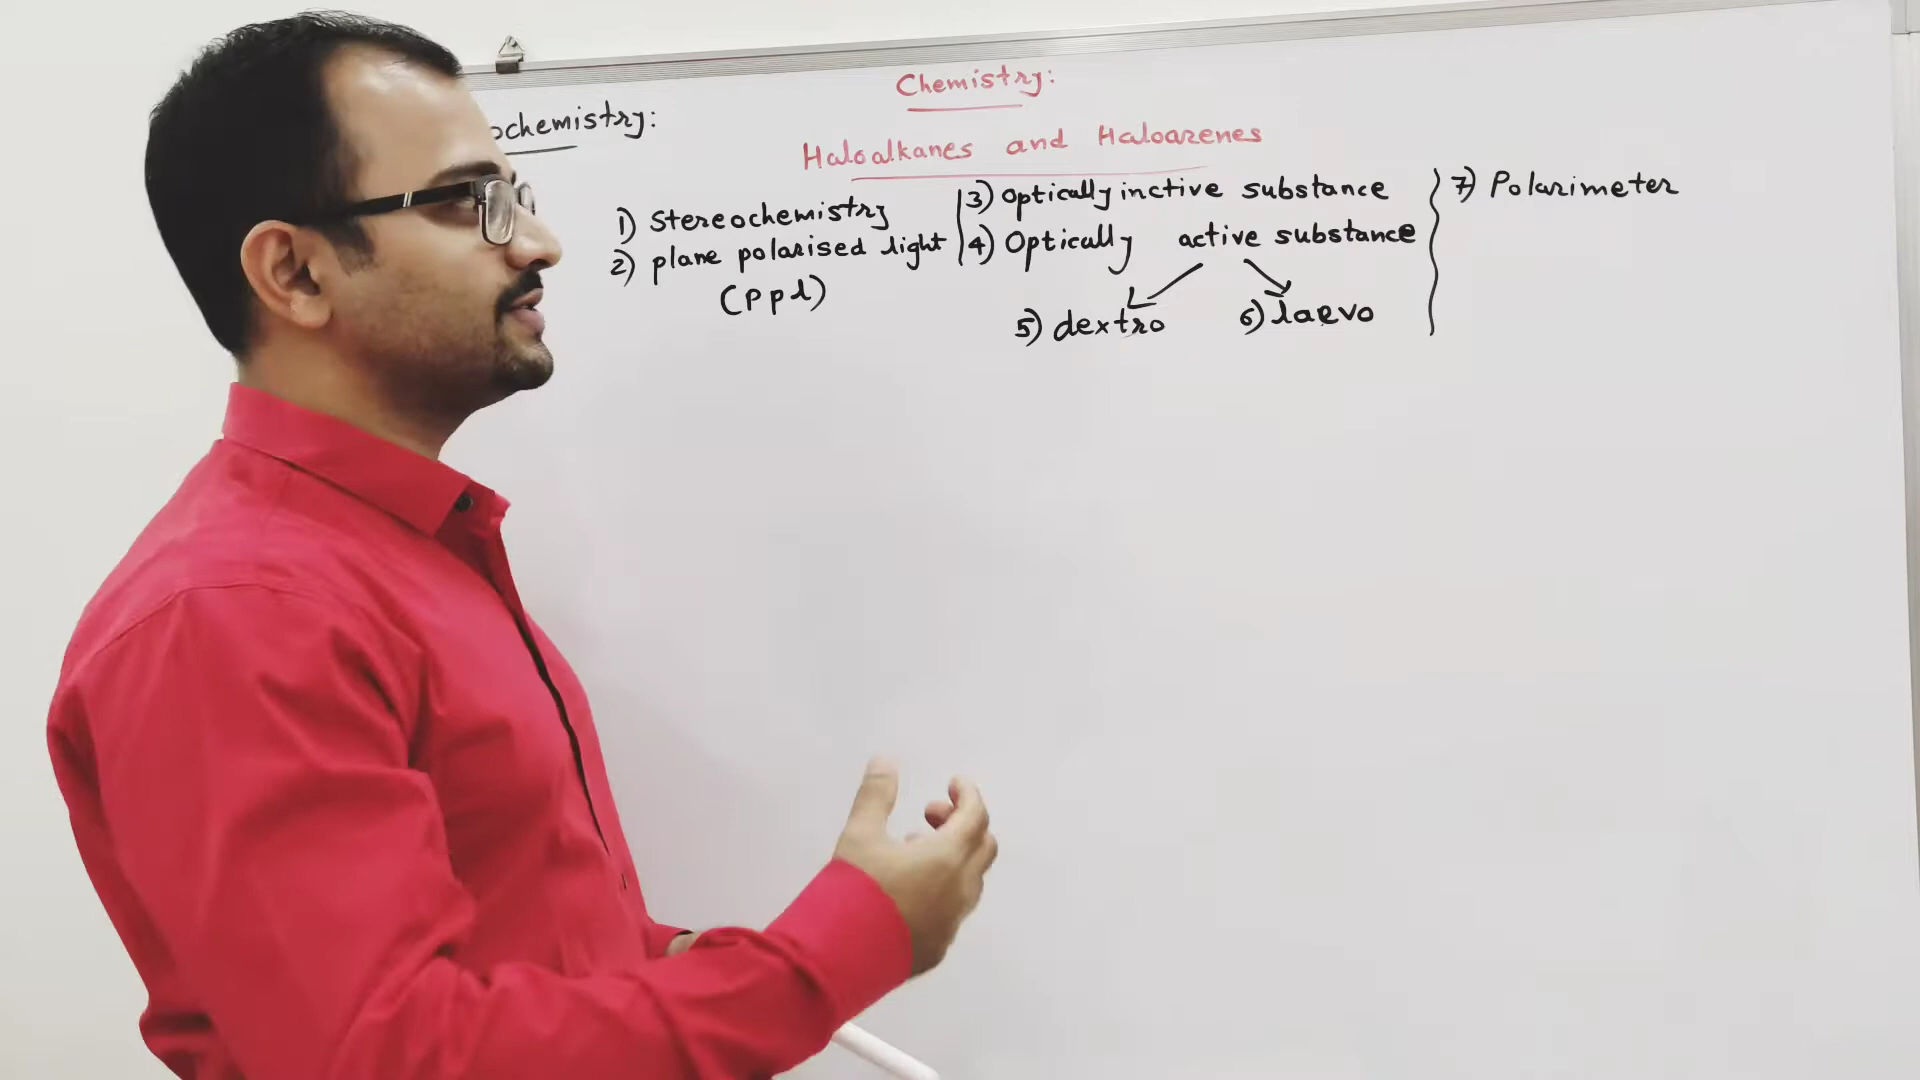 Chemistry:
ochemistry:
Haloalkanes and Haloarenes
1) Stereochemistry
2) plane polarised light
(ppl)
3) Optically inctive substance
4) Optically active substance
5) dextro 6) laevo
7) Polarimeter